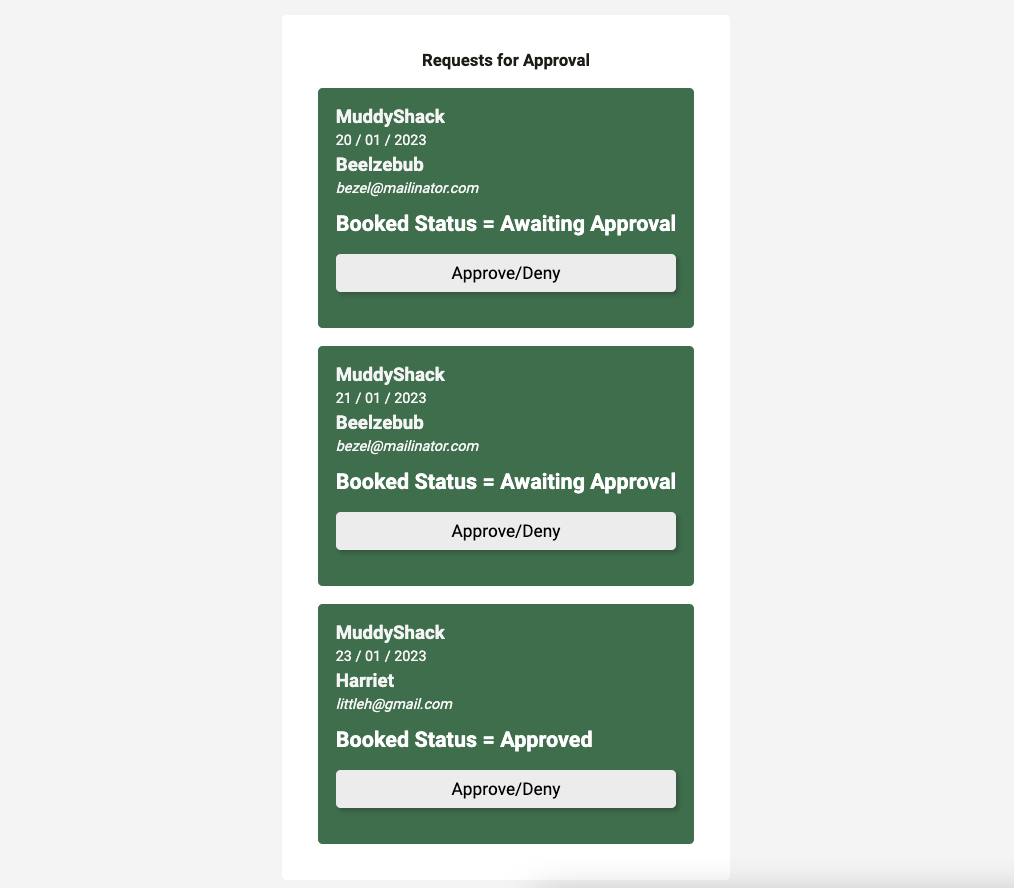 Requests for Approval
MuddyShack
20 / 01 / 2023
Beelzebub
bezel@mailinator.com
Booked Status = Awaiting Approval
Approve/Deny
MuddyShack
21 / 01 / 2023
Beelzebub
bezel@mailinator.com
Booked Status = Awaiting Approval
Approve/Deny
MuddyShack
23 / 01 / 2023
Harriet
littleh@gmail.com
Booked Status = Approved
Approve/Deny